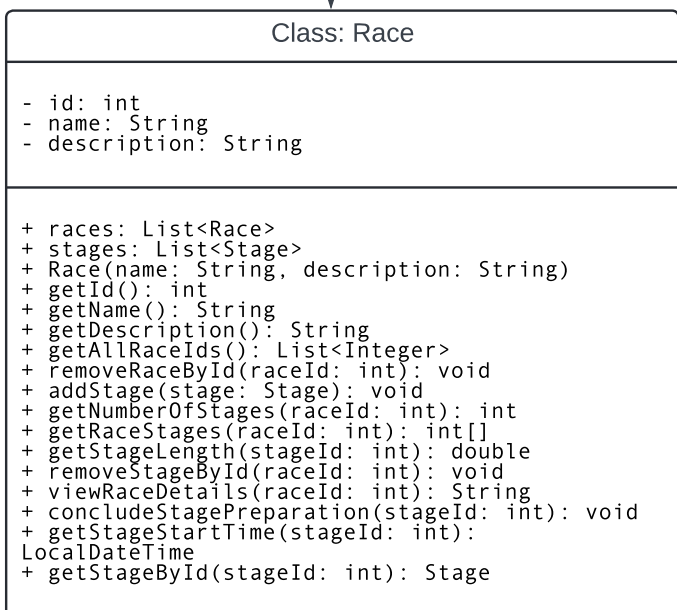 Class: Race
- id: int
- name: String
- description: String
+ races: List<Race>
+ stages: List<Stage>
+ Race(name: String, description: String)
+ getId(): int
+ getName(): String
+ getDescription(): String
+ getAllRaceIds(): List<Integer>
+ removeRaceById(raceId: int): void
+ addStage(stage: Stage): void
+ getNumberOfStages(raceId: int): int
+ getRaceStages(raceId: int): int[]
+ getStageLength(stageId: int): double
+ removeStageById(raceId: int): void
+ viewRaceDetails(raceId: int): String
+ concludeStagePreparation(stageId: int): void
+ getStageStartTime(stageId: int):
LocalDateTime
+ getStageById(stageId: int): Stage